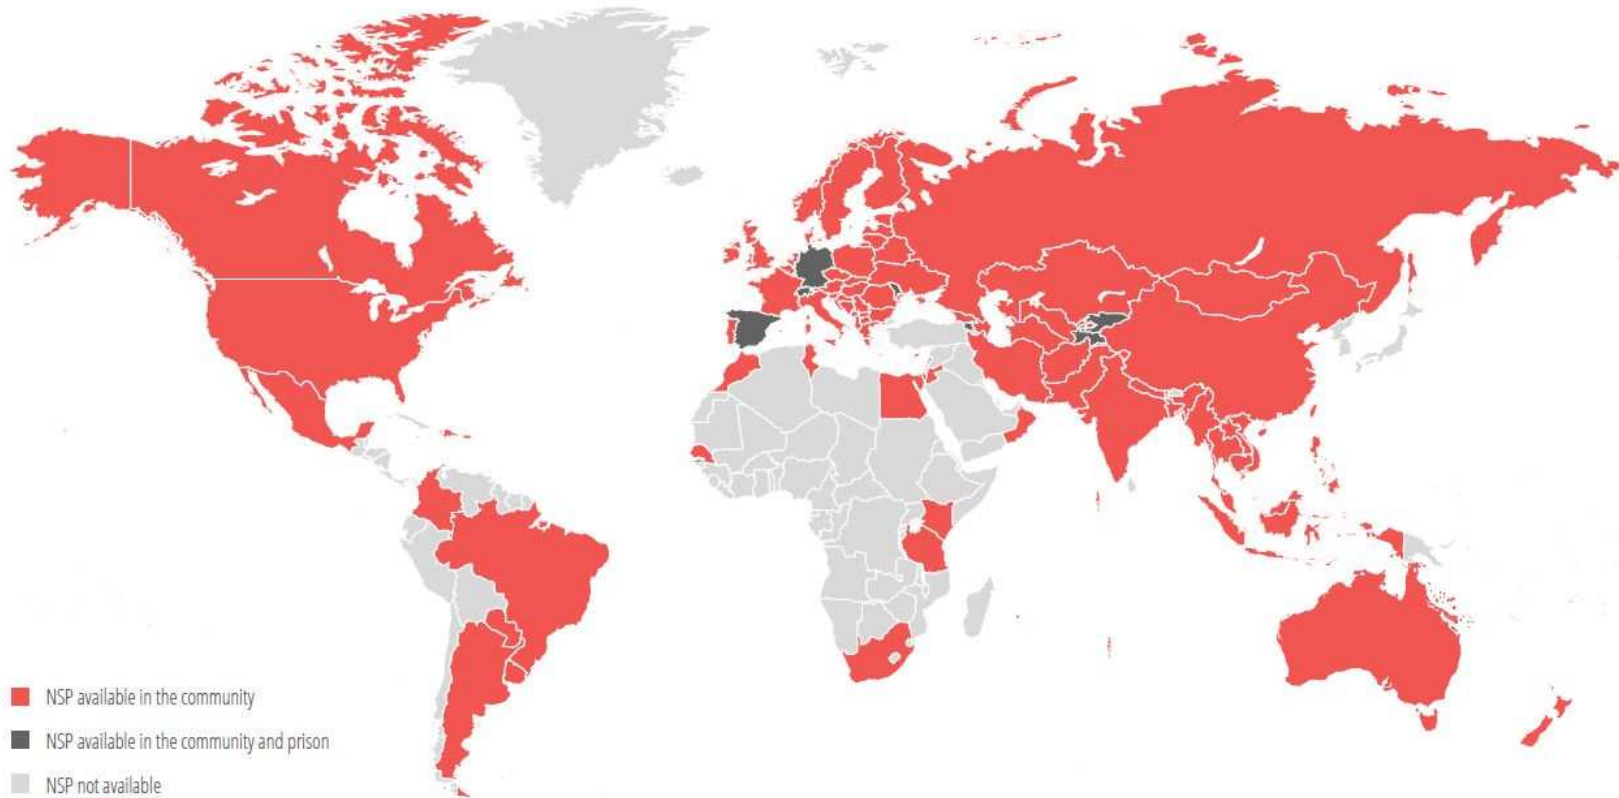 NSP available in the community
NSP available in the community and prison
NSP not available